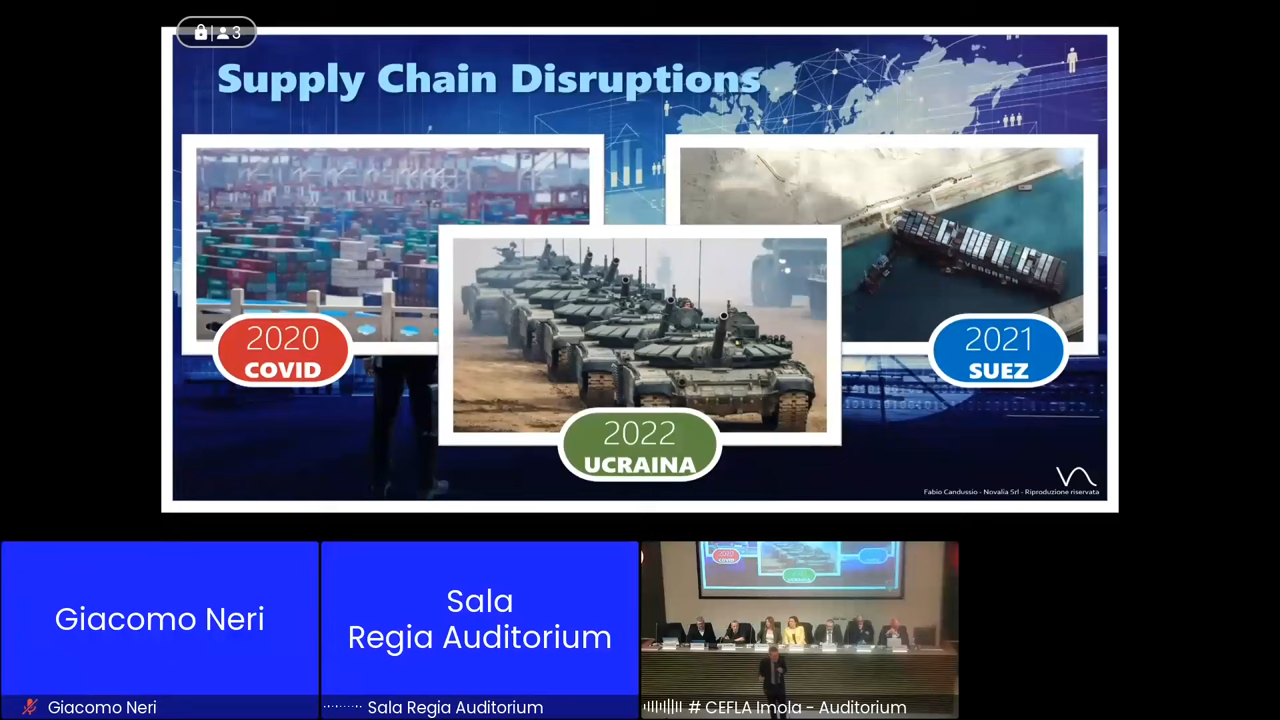 3
Supply Chain Disruptions
EVERGREEN
2020
COVID
2021
SUEZ
2022
UCRAINA
Fabio Candussio - Novalia Srl - Riproduzione riservata
Giacomo Neri
Sala
Regia Auditorium
Giacomo Neri
Sala Regia Auditorium
# CEFLA Imola - Auditorium